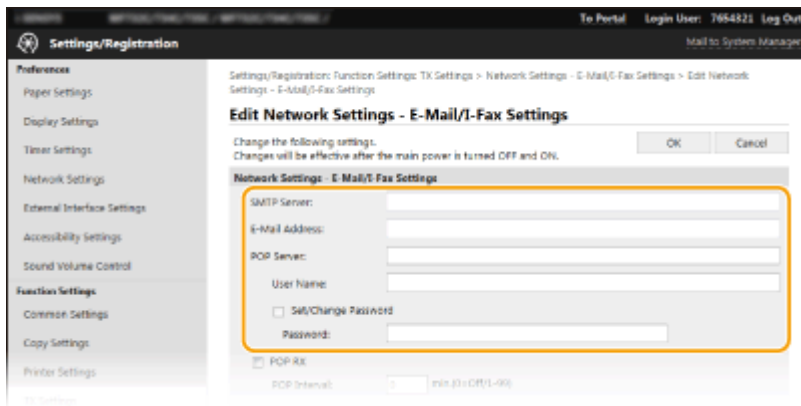 To Portal Login User: 7654321 Log Out
Settings/Registration
Mail to System Manager
Preferences
Paper Settings
Display Settings
Timer Settings
Network Settings
External Interface Settings
Accessibility Settings
Sound Volume Control
Function Settings
Common Settings
Copy Settings
Printer Settings
TX Settings
Settings/Registration: Function Settings: TX Settings > Network Settings - E-Mail/I-Fax Settings > Edit Network
Settings - E-Mail/I-Fax Settings
Edit Network Settings - E-Mail/I-Fax Settings
Change the following settings.
Changes will be effective after the main power is turned OFF and ON.
OK Cancel
Network Settings - E-Mail/I-Fax Settings
SMTP Server:
E-Mail Address:
POP Server:
User Name:
Set/Change Password
Password:
POP RX
POP Interval: 0 min.(0=Off/1-99)